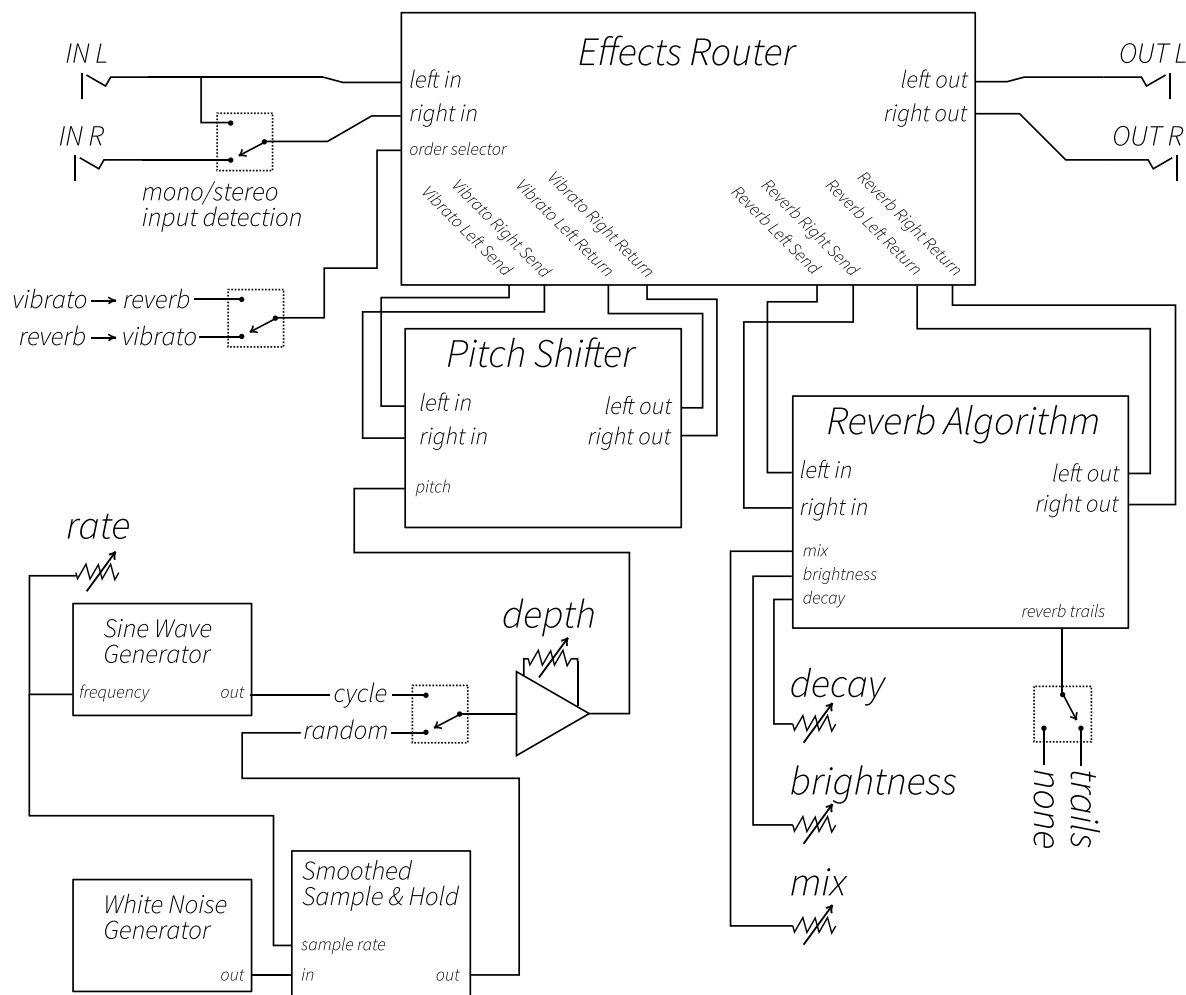 Effects Router
IN L
left in
left out
OUT L
right in
right out
IN R
OUT R
order selector
mono/stereo
input detection
Vibrato Left Send
Vibrato Right Send
Vibrato Left Return
Vibrato Right Return
Reverb Left Send
Reverb Right Send
Reverb Left Return
Reverb Right Return
vibrato → reverb
reverb → vibrato
Pitch Shifter
left in
left out
right in
right out
pitch
Reverb Algorithm
left in
left out
right in
right out
mix
brightness
decay
reverb trails
rate
Sine Wave
Generator
frequency
out
cycle
random
depth
decay
brightness
mix
trails
none
White Noise
Generator
out
Smoothed
Sample & Hold
sample rate
in
out